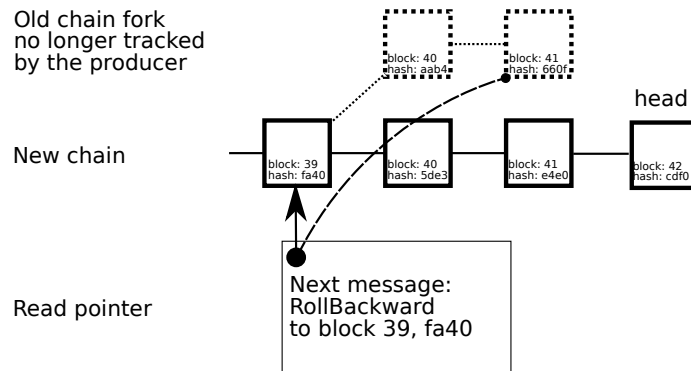 Old chain fork
no longer tracked
by the producer
block: 40
hash: aab4
block: 41
hash: 660f
head
New chain
block: 39
hash: fa40
block: 40
hash: 5de3
block: 41
hash: e4e0
block: 42
hash: cdf0
Read pointer
Next message:
RollBackward
to block 39, fa40